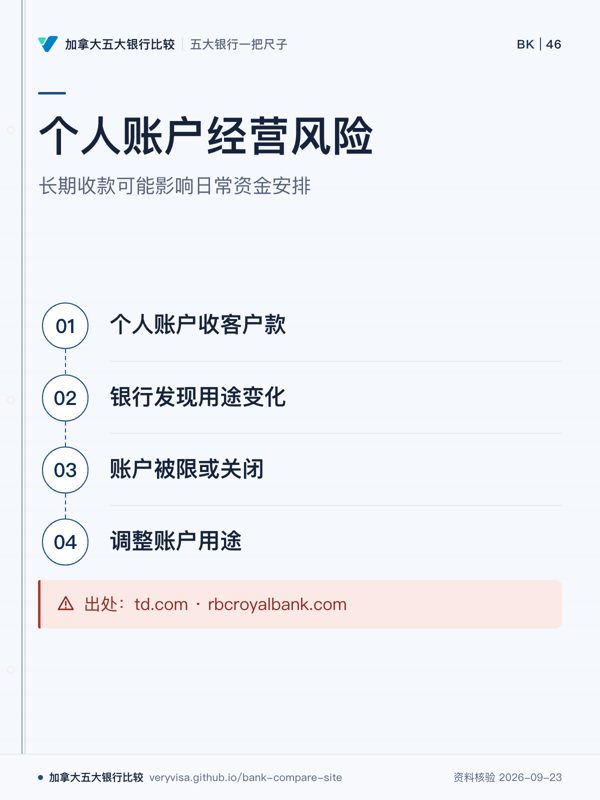 加拿大五大银行比较 | 五大银行一把尺子
BK | 46
个人账户经营风险
长期收款可能影响日常资金安排
01 个人账户收客户款
02 银行发现用途变化
03 账户被限或关闭
04 调整账户用途
出处：td.com · rbcroyalbank.com
加拿大五大银行比较 veryvisa.github.io/bank-compare-site
资料核验 2026-09-23